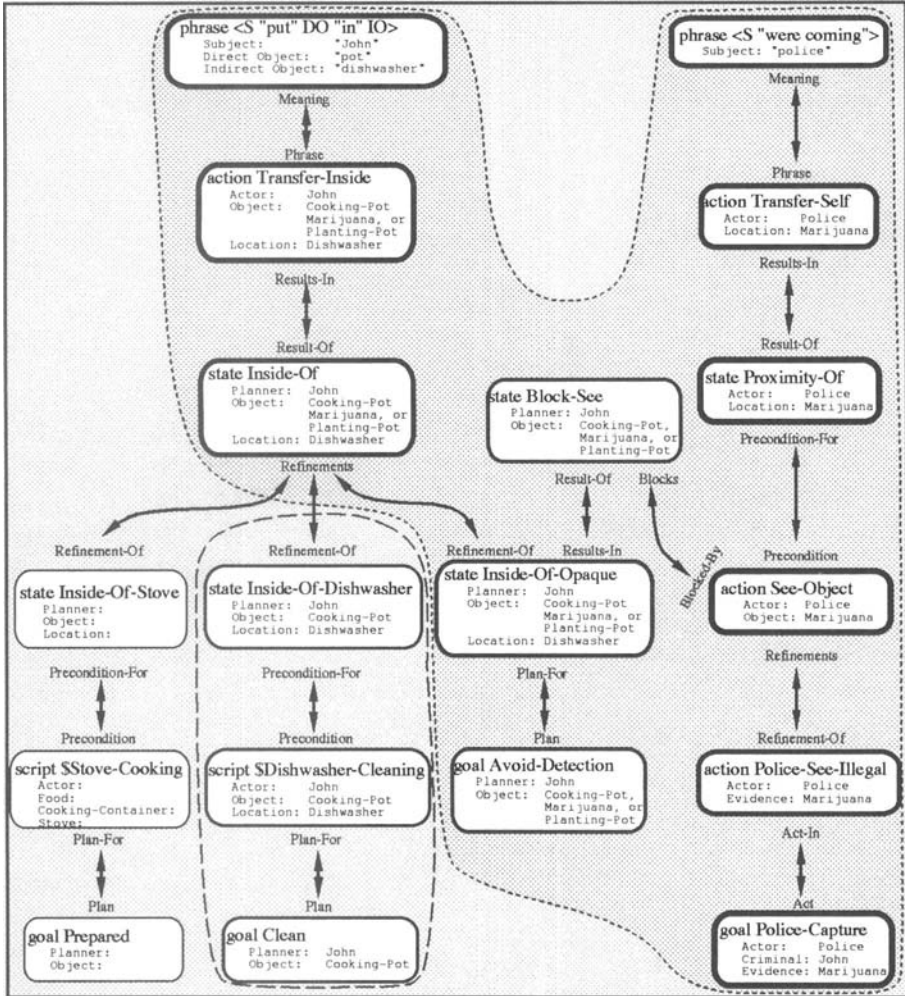 phrase <S "put" DO "in" IO>
Subject: "John"
Direct Object: "pot"
Indirect Object: "dishwasher"
Meaning
Phrase
action Transfer-Inside
Actor: John
Object: Cooking-Pot
Marijuana, or
Planting-Pot
Location: Dishwasher
Results-In
Result-Of
state Inside-Of
Planner: John
Object: Cooking-Pot
Marijuana, or
Planting-Pot
Location: Dishwasher
Refinements
Refinement-Of
state Inside-Of-Stove
Planner:
Object:
Location:
Precondition-For
Precondition
script $Stove-Cooking
Actor:
Food:
Cooking-Container:
Stove:
Plan-For
Plan
goal Prepared
Planner:
Object:
Refinement-Of
state Inside-Of-Dishwasher
Planner: John
Object: Cooking-Pot
Location: Dishwasher
Precondition-For
Precondition
script $Dishwasher-Cleaning
Actor: John
Object: Cooking-Pot
Location: Dishwasher
Plan-For
Plan
goal Clean
Planner: John
Object: Cooking-Pot
state Block-See
Planner: John
Object: Cooking-Pot,
Marijuana, or
Planting-Pot
Result-Of
Blocks
Blocked-By
Refinement-Of
Results-In
state Inside-Of-Opaque
Planner: John
Object: Cooking-Pot
Marijuana, or
Planting-Pot
Location: Dishwasher
Plan-For
Plan
goal Avoid-Detection
Planner: John
Object: Cooking-Pot,
Marijuana, or
Planting-Pot
phrase <S "were coming">
Subject: "police"
Meaning
Phrase
action Transfer-Self
Actor: Police
Location: Marijuana
Results-In
Result-Of
state Proximity-Of
Actor: Police
Location: Marijuana
Precondition-For
Precondition
action See-Object
Actor: Police
Object: Marijuana
Refinements
Refinement-Of
action Police-See-Illegal
Actor: Police
Evidence: Marijuana
Act-In
Act
goal Police-Capture
Actor: Police
Criminal: John
Evidence: Marijuana